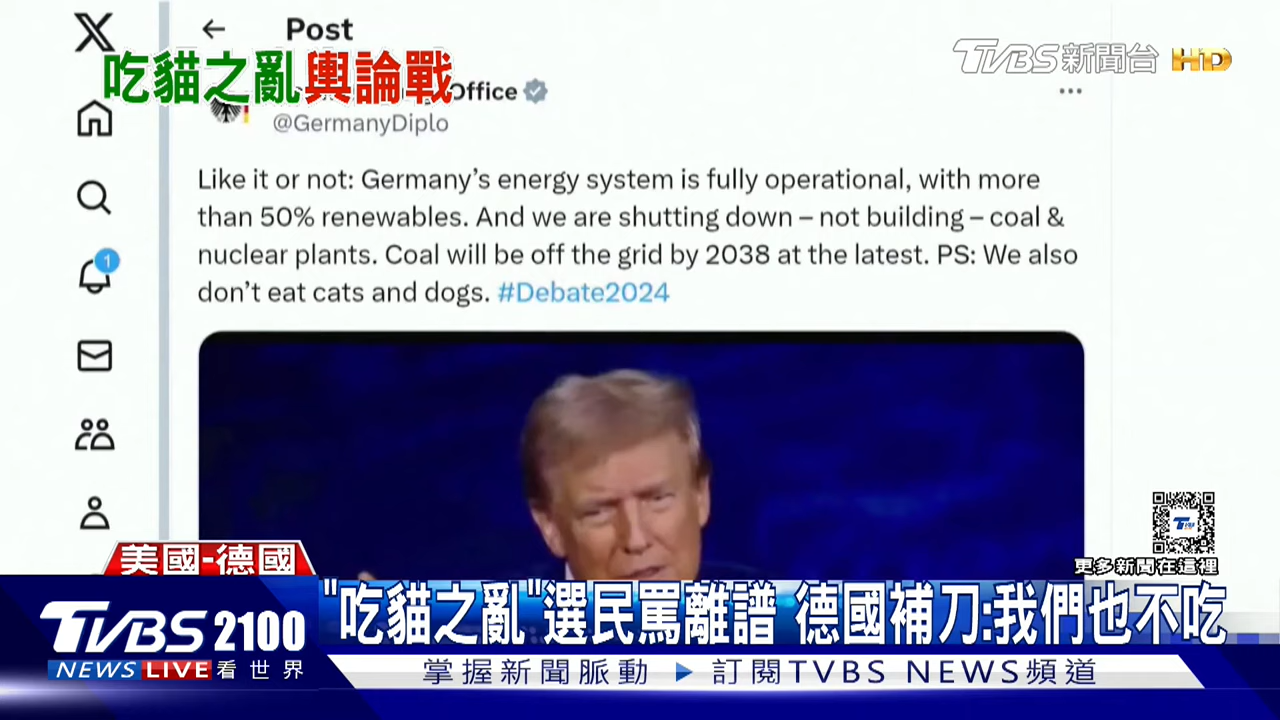 Post
TVBS新聞台 HD
吃貓之亂輿論戰
Office
@GermanyDiplo
1
Like it or not: Germany's energy system is fully operational, with more
than 50% renewables. And we are shutting down – not building – coal &
nuclear plants. Coal will be off the grid by 2038 at the latest. PS: We also
don't eat cats and dogs. #Debate2024
更多新聞在這裡
美國-德國
"吃貓之亂"選民罵離譜 德國補刀:我們也不吃
TVBS 2100
NEWS LIVE 看世界
掌握新聞脈動 ▶ 訂閱TVBS NEWS頻道